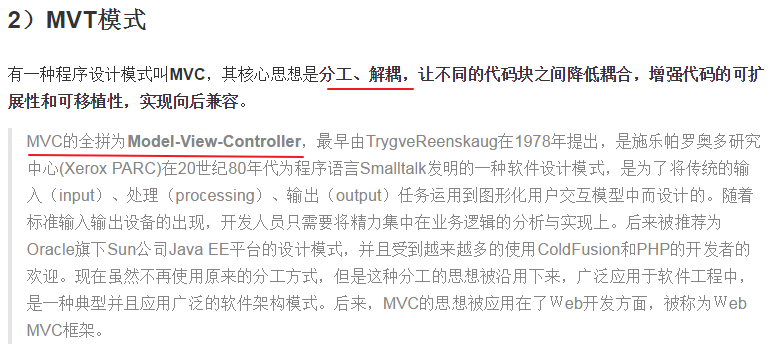 2）MVT模式
有一种程序设计模式叫MVC，其核心思想是分工、解耦，让不同的代码块之间降低耦合，增强代码的可扩
展性和可移植性，实现向后兼容。
MVC的全拼为Model-View-Controller，最早由TrygveReenskaug在1978年提出，是施乐帕罗奥多研究
中心(Xerox PARC)在20世纪80年代为程序语言Smalltalk发明的一种软件设计模式，是为了将传统的输
入（input）、处理（processing）、输出（output）任务运用到图形化用户交互模型中而设计的。随着
标准输入输出设备的出现，开发人员只需要将精力集中在业务逻辑的分析与实现上。后来被推荐为
Oracle旗下Sun公司Java EE平台的设计模式，并且受到越来越多的使用ColdFusion和PHP的开发者的
欢迎。现在虽然不再使用原来的分工方式，但是这种分工的思想被沿用下来，广泛应用于软件工程中，
是一种典型并且应用广泛的软件架构模式。后来，MVC的思想被应用在了Ｗeb开发方面，被称为Ｗeb
MVC框架。